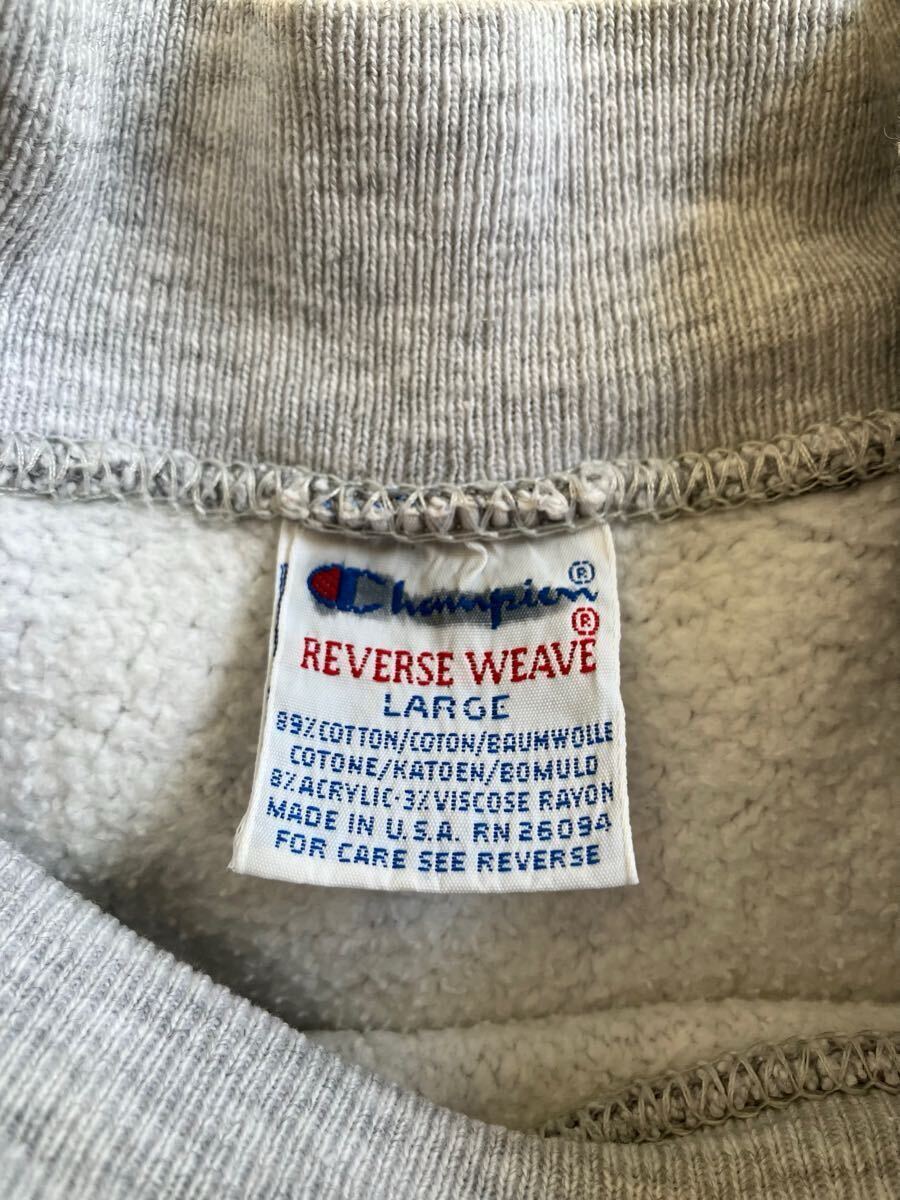 Champion®
REVERSE WEAVE®
LARGE
89% COTTON/COTON/BAUMWOLLE
COTONE/KATOEN/BOMULD
8% ACRYLIC·3% VISCOSE RAYON
MADE IN U.S.A. RN 26094
FOR CARE SEE REVERSE